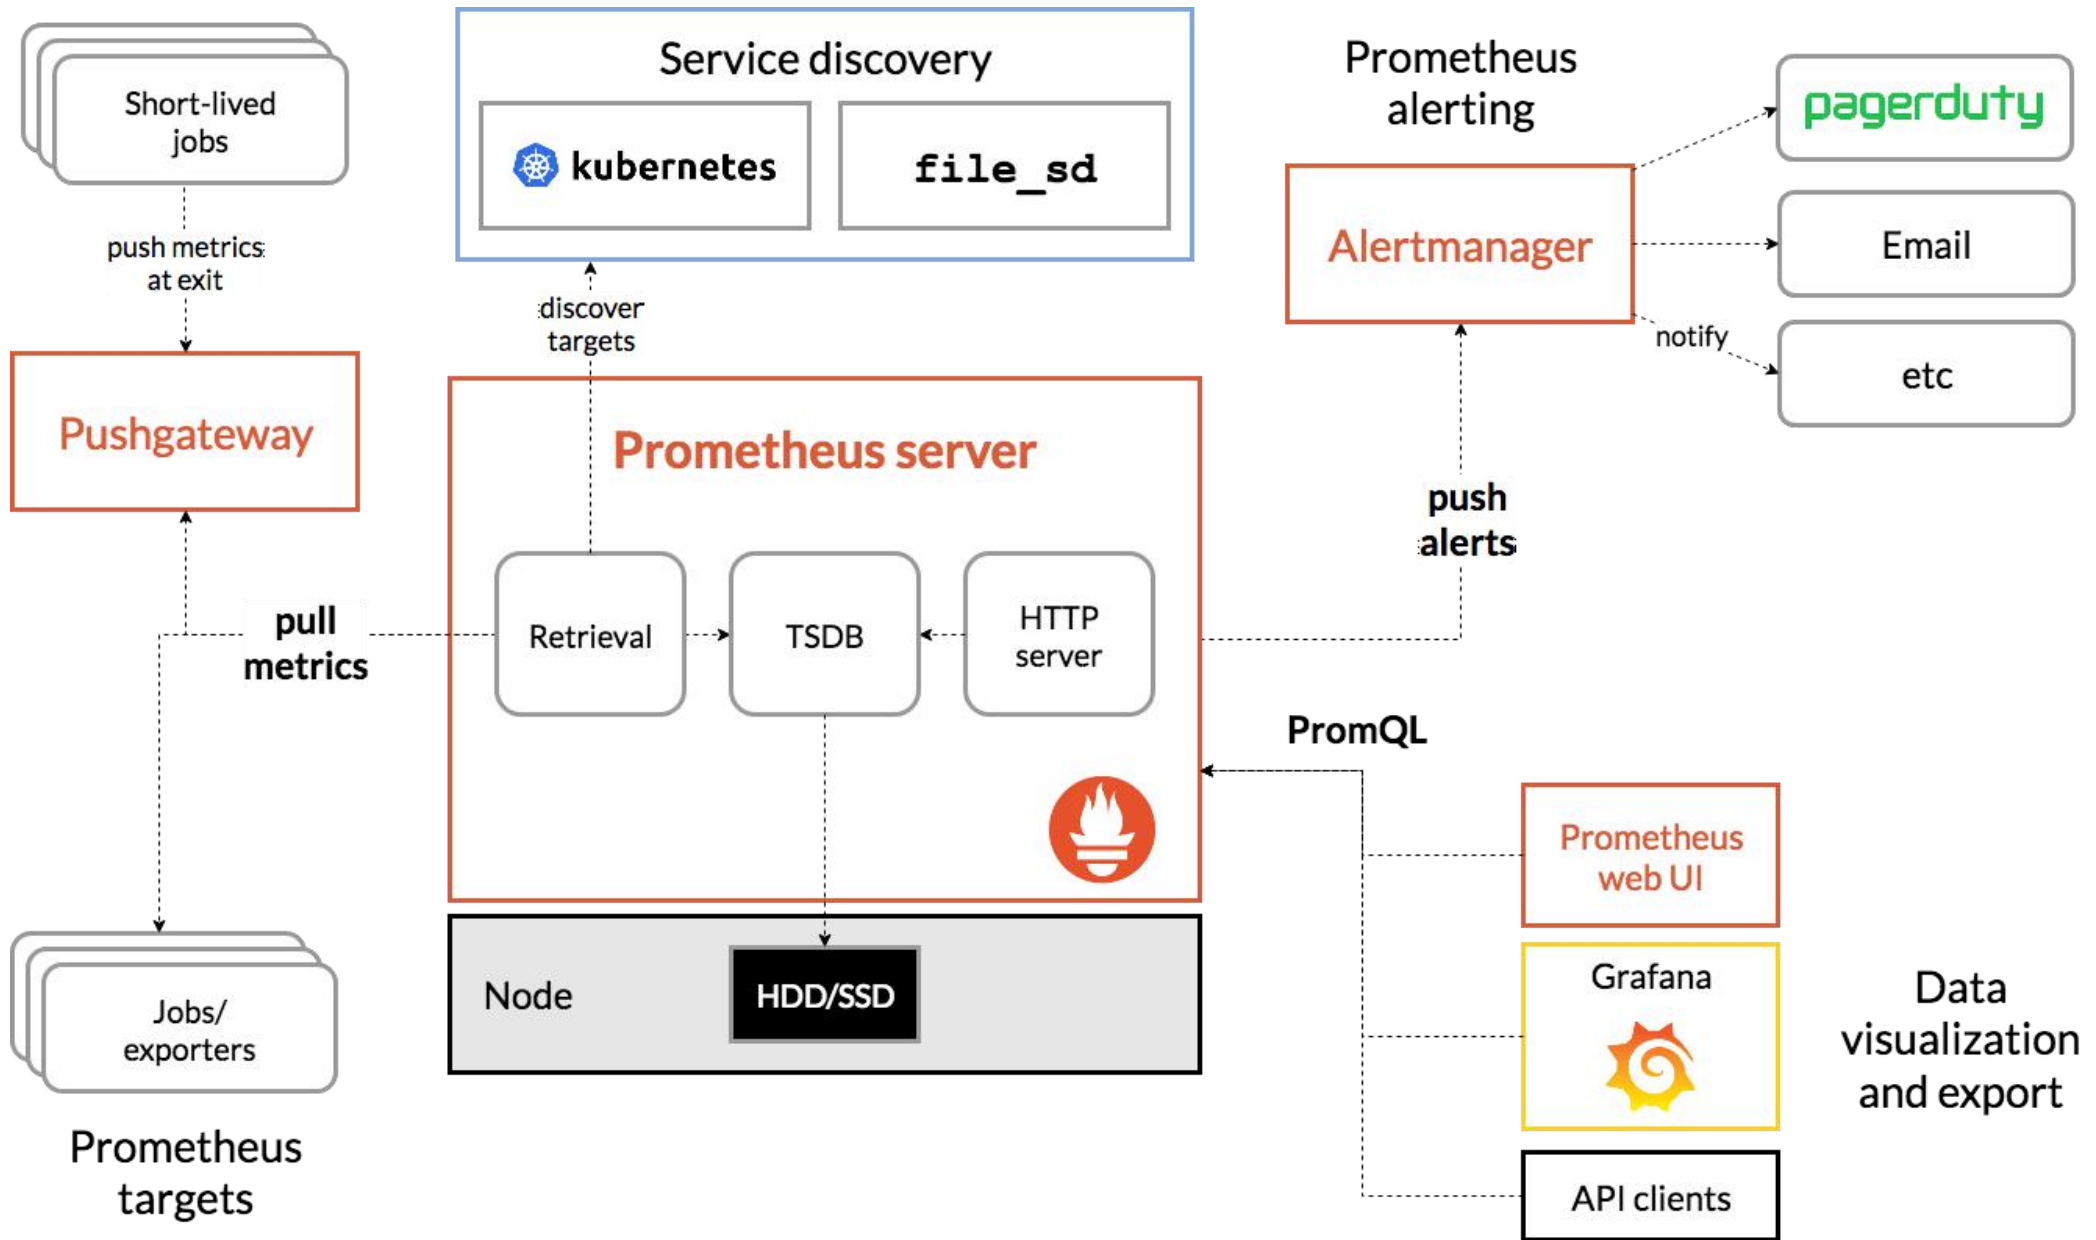 Short-lived
jobs
push metrics
at exit
Pushgateway
Service discovery
kubernetes
file_sd
discover
targets
Prometheus
alerting
Alertmanager
pagerduty
Email
notify
etc
Prometheus server
Retrieval
TSDB
HTTP
server
pull
metrics
push
alerts
PromQL
Node
HDD/SSD
Jobs/
exporters
Prometheus
targets
Prometheus
web UI
Grafana
API clients
Data
visualization
and export